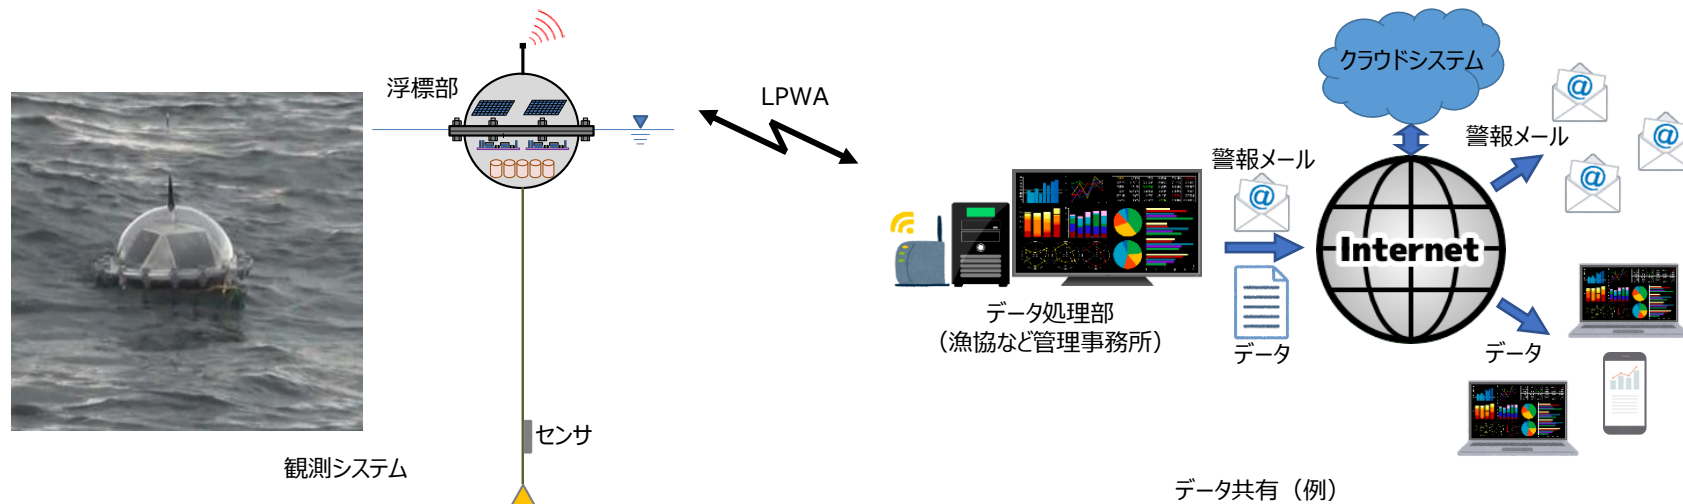 浮標部
LPWA
クラウドシステム
警報メール
警報メール
@
@
@
@
Internet
データ処理部
（漁協など管理事務所）
データ
データ
センサ
観測システム
データ共有（例）